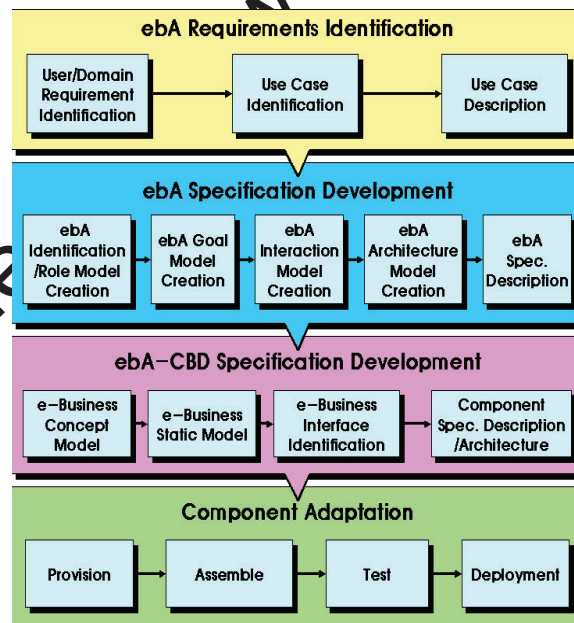 ebA Requirements Identification
User/Domain
Requirement
Identification
Use Case
Identification
Use Case
Description
ebA Specification Development
ebA
Identification
/Role Model
Creation
ebA Goal
Model
Creation
ebA
Interaction
Model
Creation
ebA
Architecture
Model
Creation
ebA
Spec.
Description
ebA-CBD Specification Development
e-Business
Concept
Model
e-Business
Static Model
e-Business
Interface
Identification
Component
Spec. Description
/Architecture
Component Adaptation
Provision
Assemble
Test
Deployment